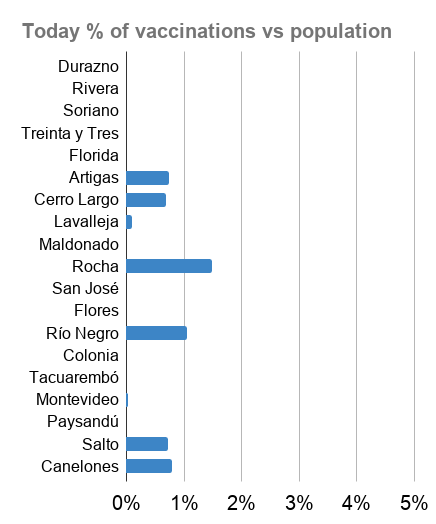 Today % of vaccinations vs population
Durazno
Rivera
Soriano
Treinta y Tres
Florida
Artigas
Cerro Largo
Lavalleja
Maldonado
Rocha
San José
Flores
Río Negro
Colonia
Tacuarembó
Montevideo
Paysandú
Salto
Canelones
0% 1% 2% 3% 4% 5%